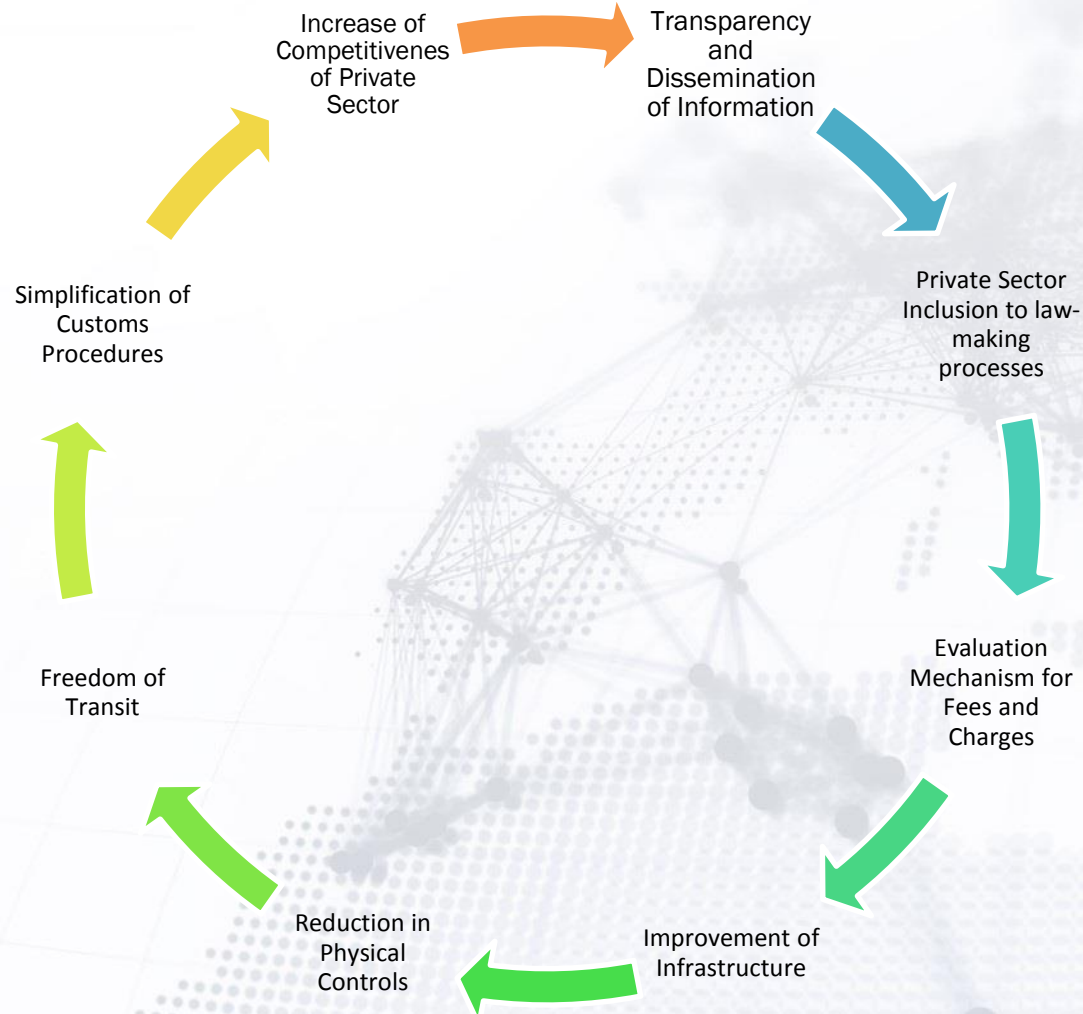 Increase of
Competitivenes
of Private
Sector
Transparency
and
Dissemination
of Information
Private Sector
Inclusion to law-
making
processes
Evaluation
Mechanism for
Fees and
Charges
Improvement of
Infrastructure
Reduction in
Physical
Controls
Freedom of
Transit
Simplification of
Customs
Procedures